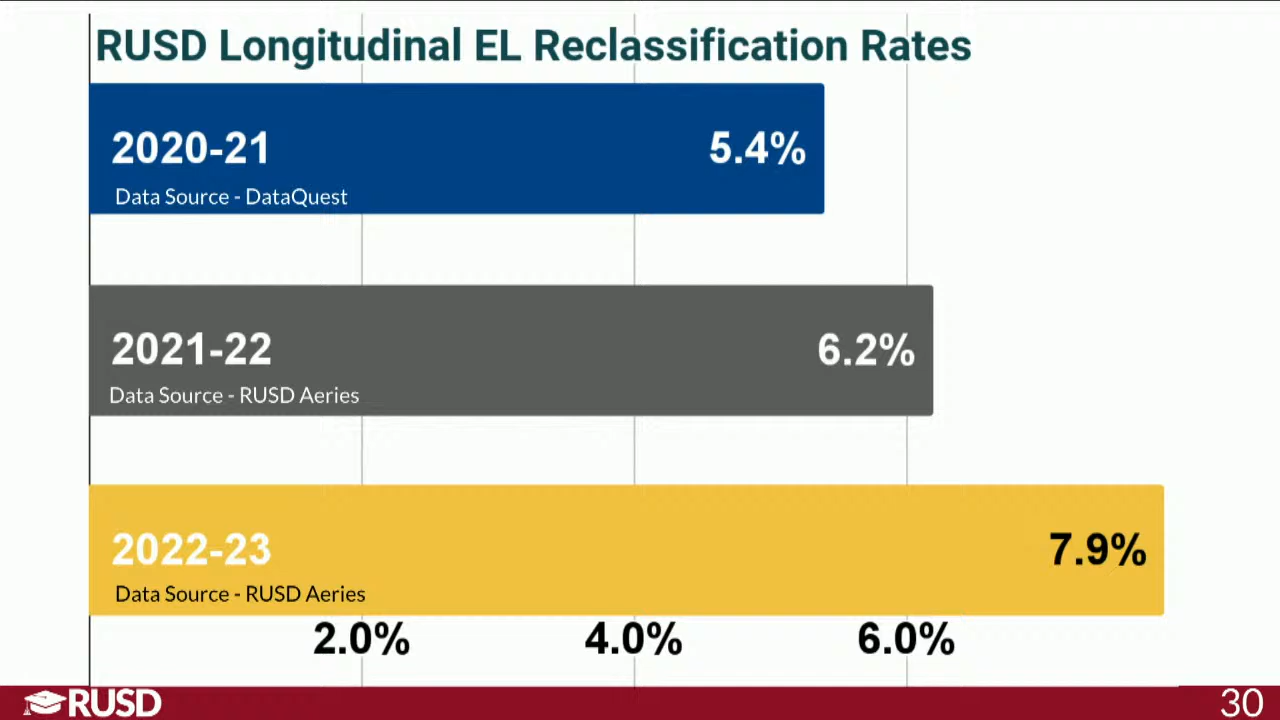 RUSD Longitudinal EL Reclassification Rates
2020-21 5.4%
Data Source - DataQuest
2021-22 6.2%
Data Source - RUSD Aeries
2022-23 7.9%
Data Source - RUSD Aeries
2.0% 4.0% 6.0%
RUSD 30